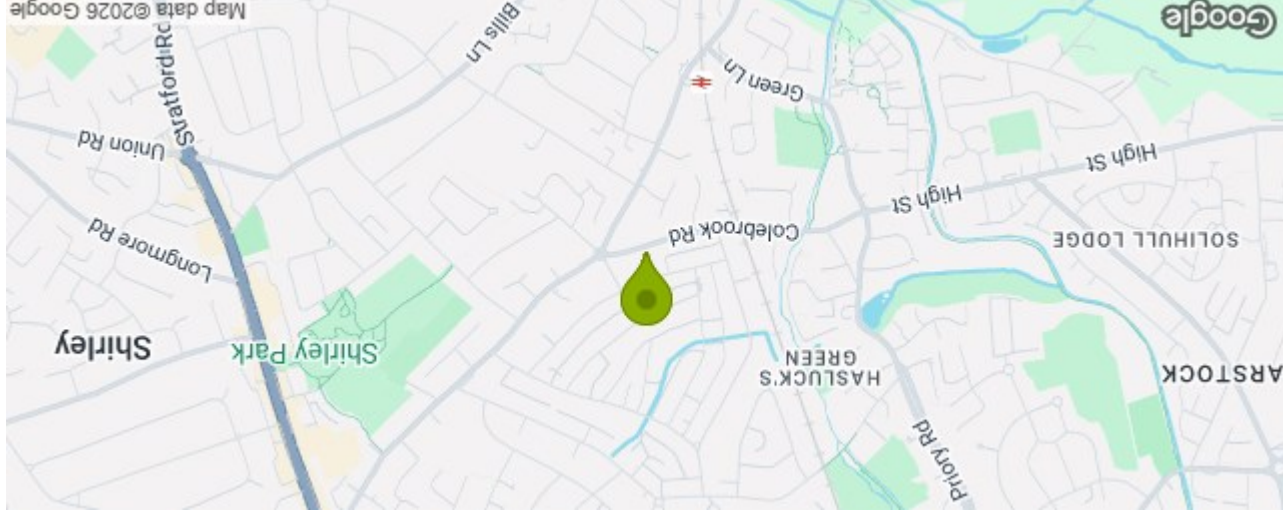 Priory Rd
HASLUCK'S
GREEN
ARSTOCK
Shirley Park
Shirley
Longmore Rd
SOLIHULL LODGE
Colebrook Rd
High St
High St
Union Rd
Stratford Rd
Green Ln
Bills Ln
Google
Map data ©2026 Google